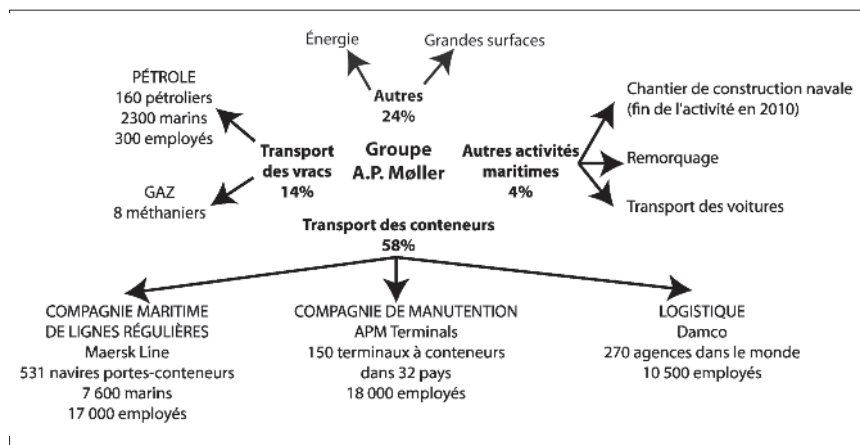 Énergie
Grandes surfaces
Autres
24%
PÉTROLE
160 pétroliers
2300 marins
300 employés
Transport
des vracs
14%
GAZ
8 méthaniers
Groupe
A.P. Møller
Autres activités
maritimes
4%
Chantier de construction navale
(fin de l'activité en 2010)
Remorquage
Transport des voitures
Transport des conteneurs
58%
COMPAGNIE MARITIME
DE LIGNES RÉGULIÈRES
Maersk Line
531 navires portes-conteneurs
7 600 marins
17 000 employés
COMPAGNIE DE MANUTENTION
APM Terminals
150 terminaux à conteneurs
dans 32 pays
18 000 employés
LOGISTIQUE
Damco
270 agences dans le monde
10 500 employés